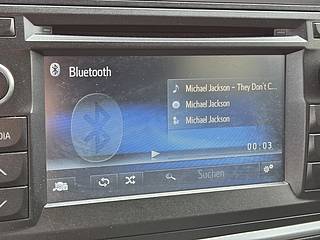 Bluetooth
Michael Jackson - They Don't C...
Michael Jackson
Michael Jackson
00:03
Suchen
DIA